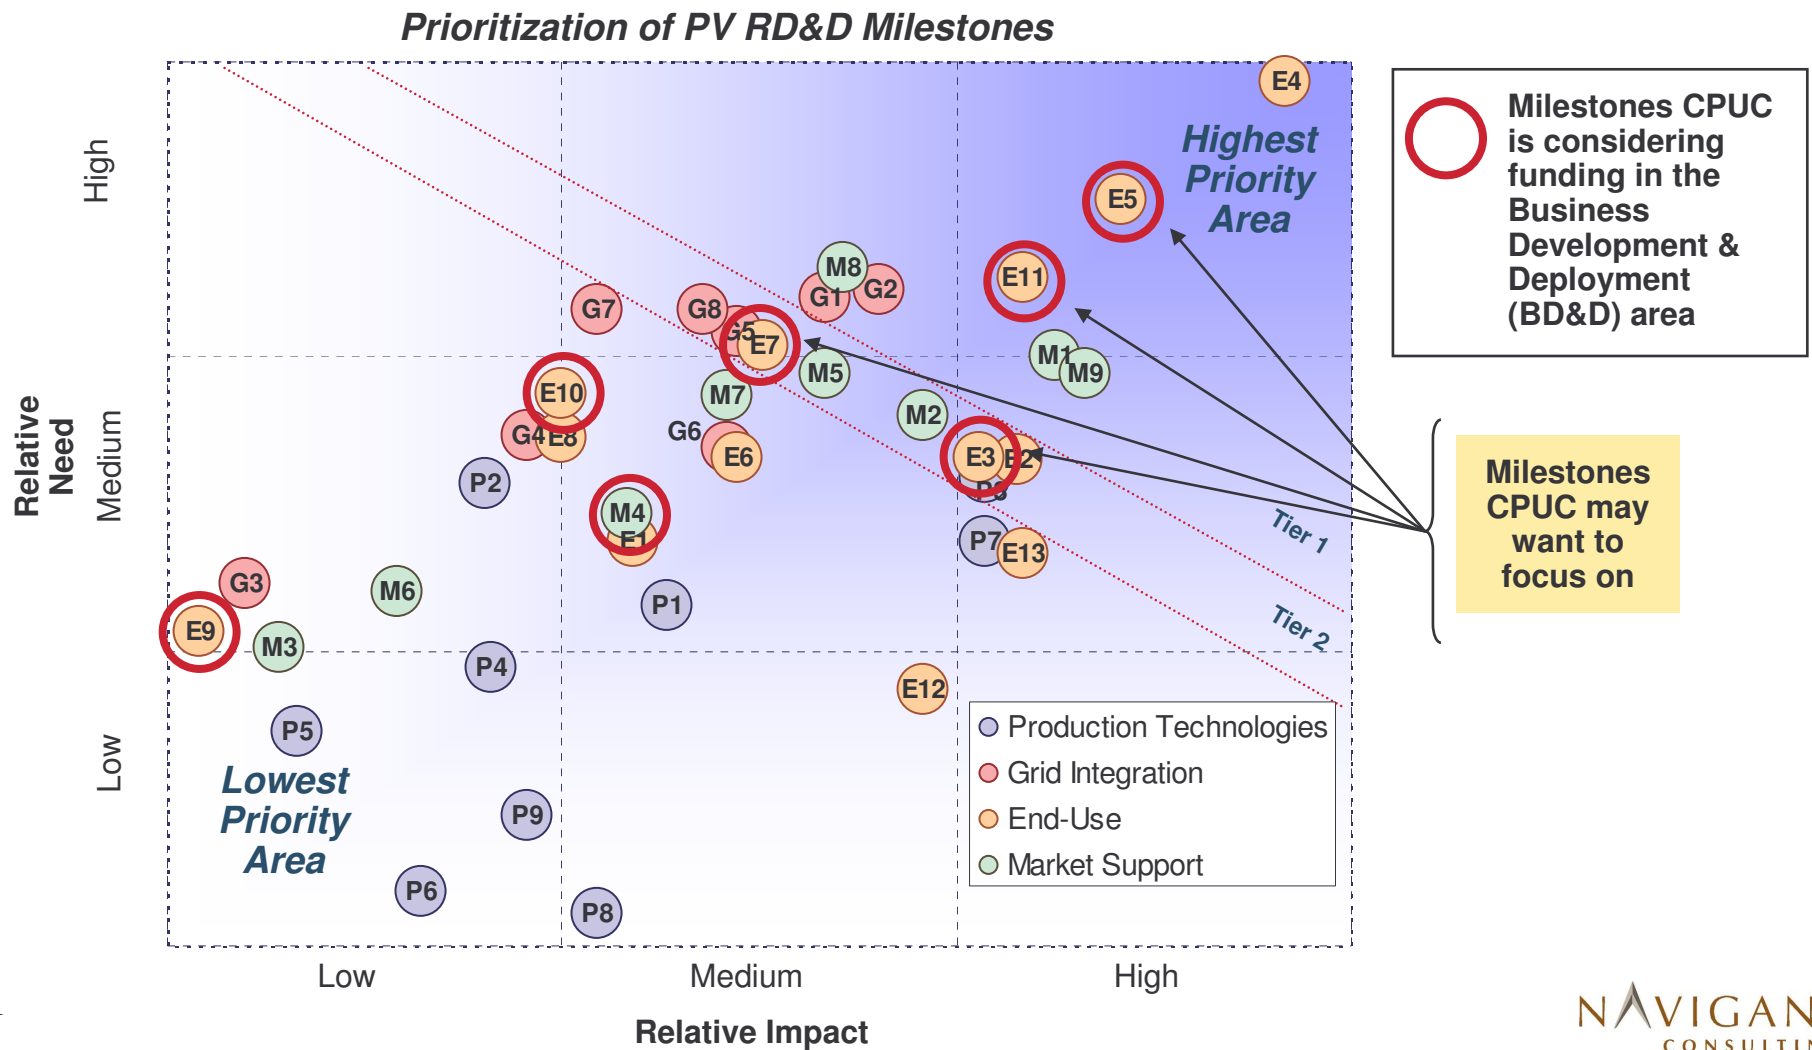 Prioritization of PV RD&D Milestones
High
Medium
Low
Relative
Need
E4
Highest
Priority
Area
E5
E11
M8
G1
G2
G7
G8
G5
E7
M1
M9
M5
E10
M7
M2
G4
E8
G6
E6
E3
E2
P3
P2
M4
E1
P7
E13
Tier 1
G3
M6
P1
E9
M3
Tier 2
P4
E12
P5
Lowest
Priority
Area
P9
P6
P8
Production Technologies
Grid Integration
End-Use
Market Support
Low
Medium
High
Relative Impact
Milestones CPUC
is considering
funding in the
Business
Development &
Deployment
(BD&D) area
Milestones
CPUC may
want to
focus on
NAVIGAN
CONSULTIN